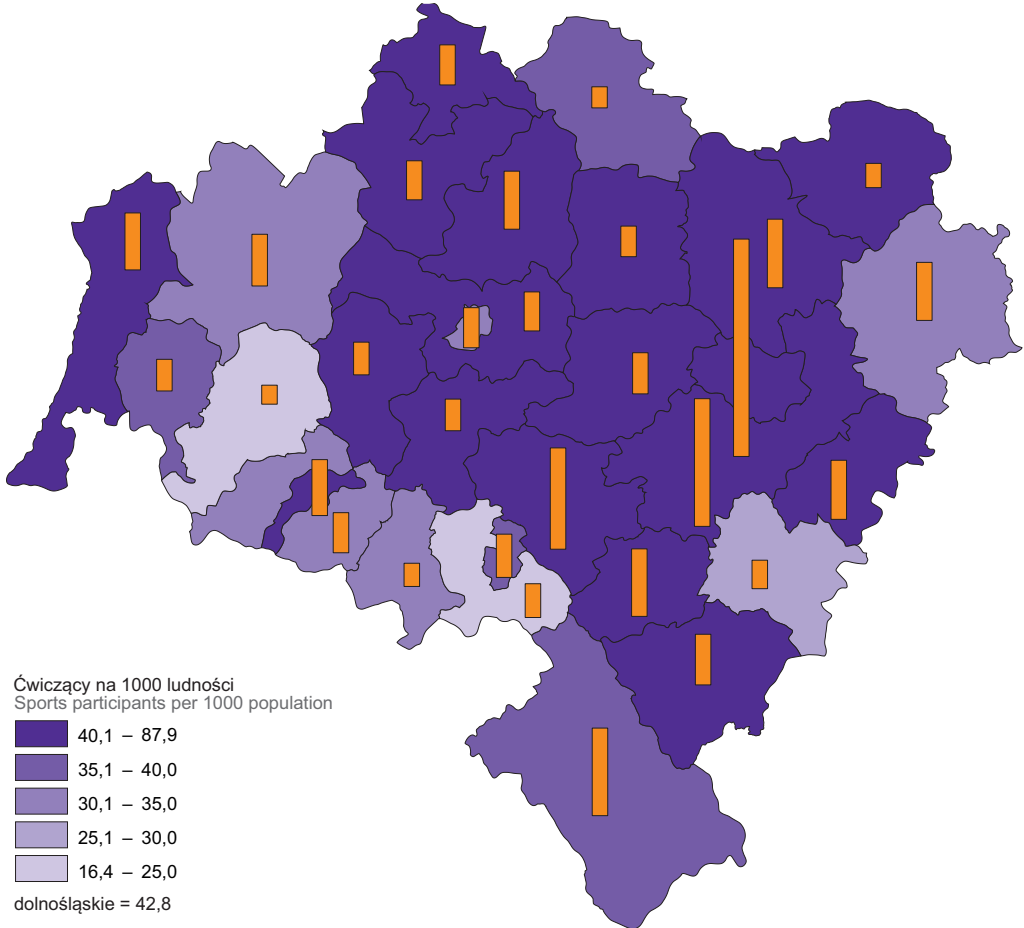 Ćwiczący na 1000 ludności
Sports participants per 1000 population
40,1 – 87,9
35,1 – 40,0
30,1 – 35,0
25,1 – 30,0
16,4 – 25,0
dolnośląskie = 42,8